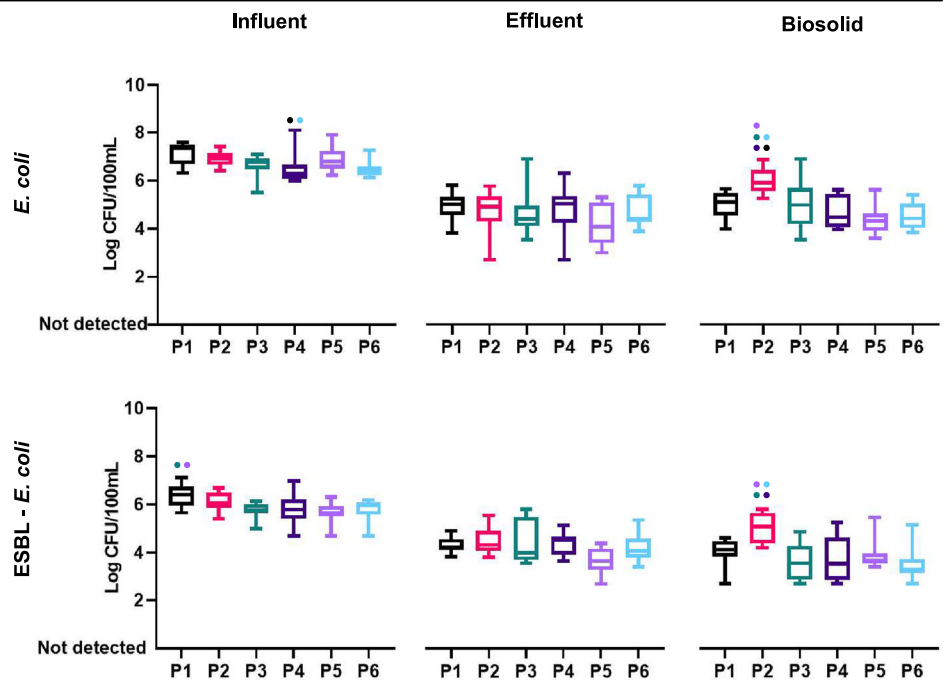 Influent Effluent Biosolid
E. coli
Log CFU/100mL
10
8
6
4
2
Not detected
P1 P2 P3 P4 P5 P6
P1 P2 P3 P4 P5 P6
P1 P2 P3 P4 P5 P6
ESBL - E. coli
Log CFU/100mL
10
8
6
4
2
Not detected
P1 P2 P3 P4 P5 P6
P1 P2 P3 P4 P5 P6
P1 P2 P3 P4 P5 P6